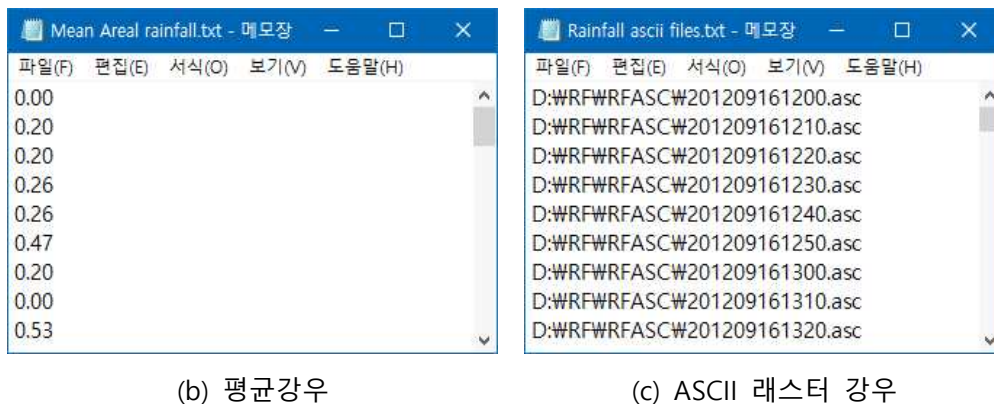 Mean Areal rainfall.txt - 메모장
파일(F) 편집(E) 서식(O) 보기(V) 도움말(H)
0.00
0.20
0.20
0.26
0.26
0.47
0.20
0.00
0.53
(b) 평균강우
Rainfall ascii files.txt - 메모장
파일(F) 편집(E) 서식(O) 보기(V) 도움말(H)
D:₩RF₩RFASC₩201209161200.asc
D:₩RF₩RFASC₩201209161210.asc
D:₩RF₩RFASC₩201209161220.asc
D:₩RF₩RFASC₩201209161230.asc
D:₩RF₩RFASC₩201209161240.asc
D:₩RF₩RFASC₩201209161250.asc
D:₩RF₩RFASC₩201209161300.asc
D:₩RF₩RFASC₩201209161310.asc
D:₩RF₩RFASC₩201209161320.asc
(c) ASCII 래스터 강우